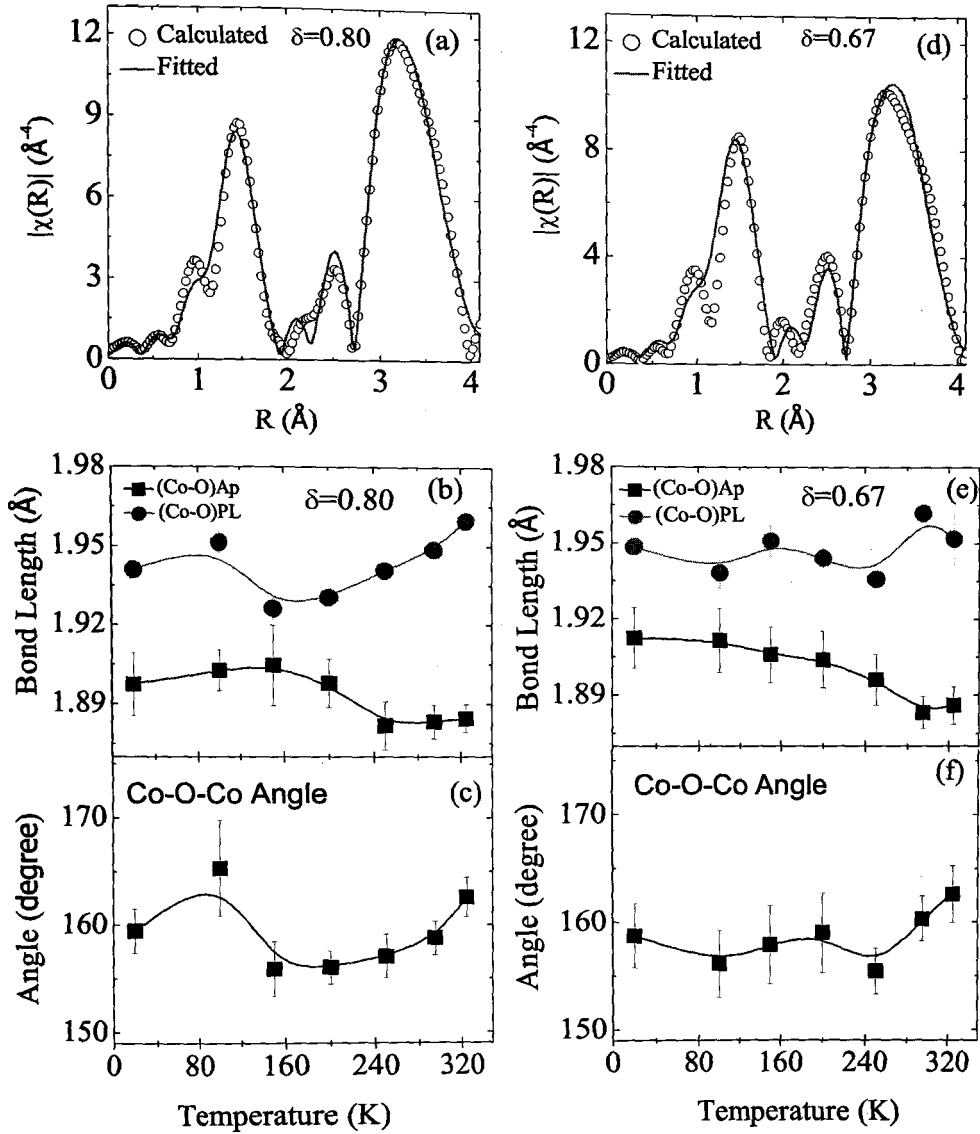 Calculated δ=0.80 (a)
Fitted
|χ(R)| (Å⁻⁴)
12
9
6
3
0
0 1 2 3 4
R (Å)
Calculated δ=0.67 (d)
Fitted
|χ(R)| (Å⁻⁴)
12
8
4
0
0 1 2 3 4
R (Å)
(Co-O)Ap (b)
(Co-O)PL δ=0.80
Bond Length (Å)
1.98
1.95
1.92
1.89
(Co-O)Ap (e)
(Co-O)PL δ=0.67
Bond Length (Å)
1.98
1.95
1.92
1.89
Co-O-Co Angle (c)
Angle (degree)
170
160
150
0 80 160 240 320
Temperature (K)
Co-O-Co Angle (f)
Angle (degree)
170
160
150
0 80 160 240 320
Temperature (K)